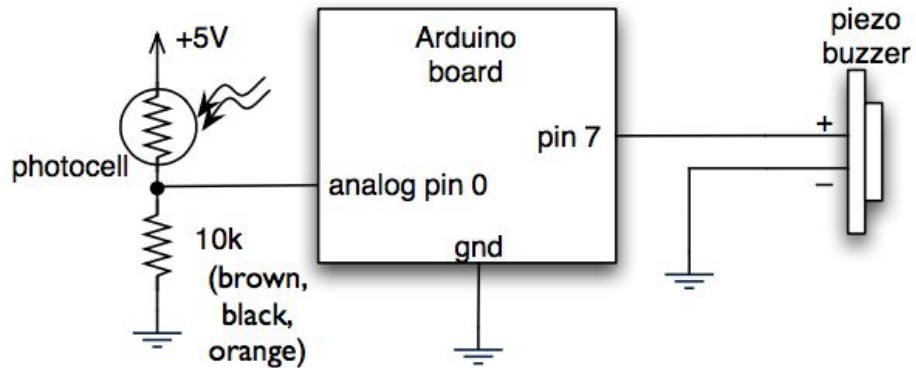 +5V
photocell
10k
(brown,
black,
orange)
Arduino
board
analog pin 0
pin 7
gnd
piezo
buzzer
+
–